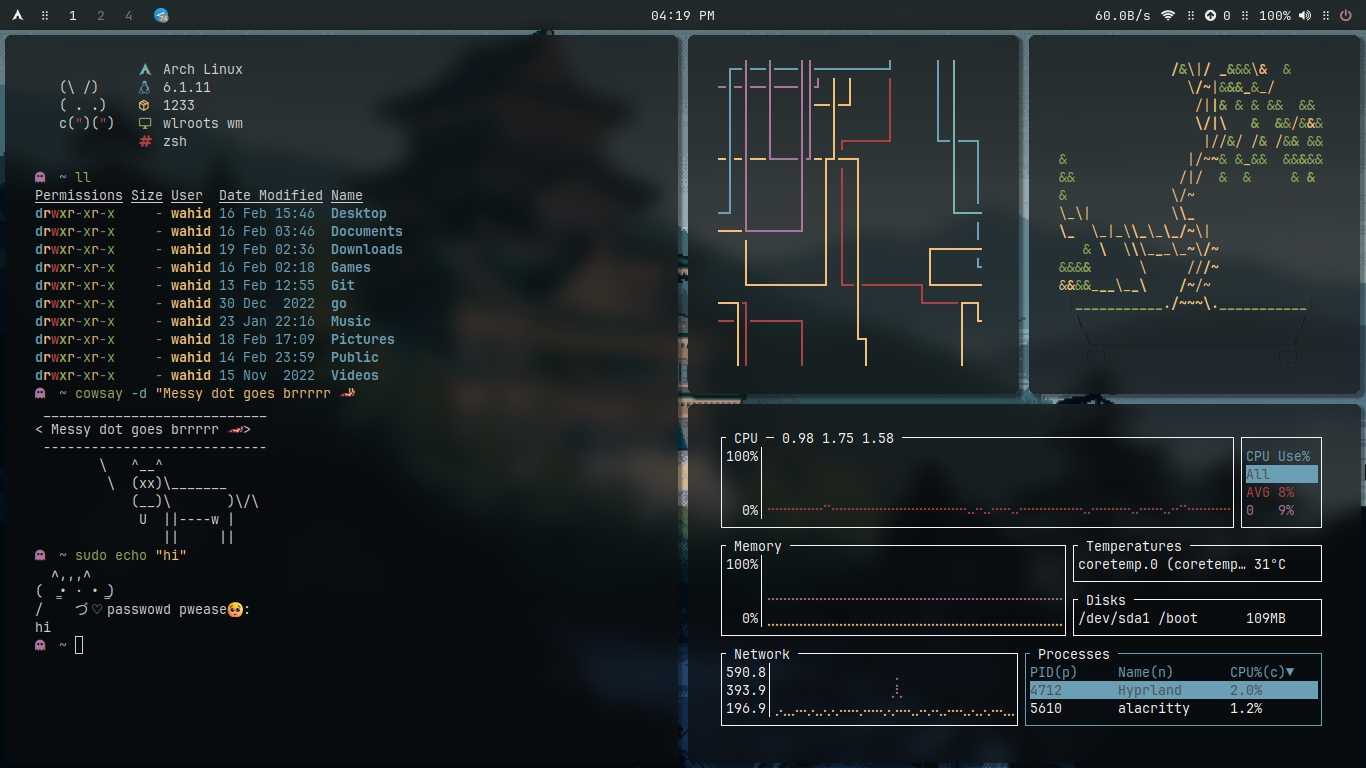 1 2 4 74
04:19 PM
60.0B/s 0 100%
(\ /)
( . .)
c(")(")
Arch Linux
6.1.11
1233
wlroots wm
# zsh
~ ll
Permissions Size User Date Modified Name
drwxr-xr-x - wahid 16 Feb 15:46 Desktop
drwxr-xr-x - wahid 16 Feb 03:46 Documents
drwxr-xr-x - wahid 19 Feb 02:36 Downloads
drwxr-xr-x - wahid 16 Feb 02:18 Games
drwxr-xr-x - wahid 13 Feb 12:55 Git
drwxr-xr-x - wahid 30 Dec 2022 go
drwxr-xr-x - wahid 23 Jan 22:16 Music
drwxr-xr-x - wahid 18 Feb 17:09 Pictures
drwxr-xr-x - wahid 14 Feb 23:59 Public
drwxr-xr-x - wahid 15 Nov 2022 Videos
~ cowsay -d "Messy dot goes brrrrr 🏎️"
< Messy dot goes brrrrr 🏎️>
\ ^__^
\ (xx)\_______
(__)\ )\/\
U ||----w |
|| ||
~ sudo echo "hi"
^,,,^
( • · • )
/ づ♡ passwowd pwease🥺:
hi
~
CPU ─ 0.98 1.75 1.58
100%
0%
CPU Use%
All
AVG 8%
0 9%
Memory
100%
0%
Temperatures
coretemp.0 (coretemp… 31°C
Disks
/dev/sda1 /boot 109MB
Network
590.8
393.9
196.9
Processes
PID(p) Name(n) CPU%(c)▼
4712 Hyprland 2.0%
5610 alacritty 1.2%